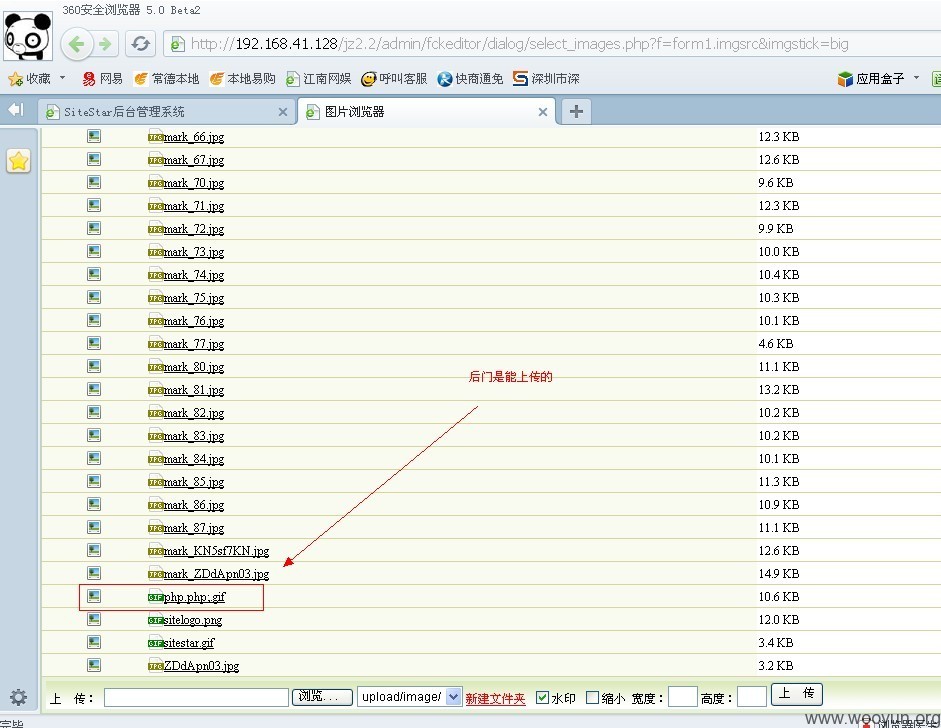 360安全浏览器 5.0 Beta2
http://192.168.41.128/jz2.2/admin/fckeditor/dialog/select_images.php?f=form1.imgsrc&imgstick=big
收藏 网易 常德本地 本地易购 江南网娱 呼叫客服 快商通免 深圳市深 应用盒子
SiteStar后台管理系统 图片浏览器
mark_66.jpg 12.3 KB
mark_67.jpg 12.6 KB
mark_70.jpg 9.6 KB
mark_71.jpg 12.3 KB
mark_72.jpg 9.9 KB
mark_73.jpg 10.0 KB
mark_74.jpg 10.4 KB
mark_75.jpg 10.3 KB
mark_76.jpg 10.1 KB
mark_77.jpg 4.6 KB
mark_80.jpg 11.1 KB
后门是能上传的
mark_81.jpg 13.2 KB
mark_82.jpg 10.2 KB
mark_83.jpg 10.2 KB
mark_84.jpg 10.1 KB
mark_85.jpg 11.3 KB
mark_86.jpg 10.9 KB
mark_87.jpg 11.1 KB
mark_KN5sf7KN.jpg 12.6 KB
mark_ZDdApn03.jpg 14.9 KB
php.php;.gif 10.6 KB
sitelogo.png 12.0 KB
sitestar.gif 3.4 KB
ZDdApn03.jpg 3.2 KB
上 传： 浏览... upload/image/ 新建文件夹 水印 缩小 宽度： 高度： 上 传
www.wooyun.org
完毕